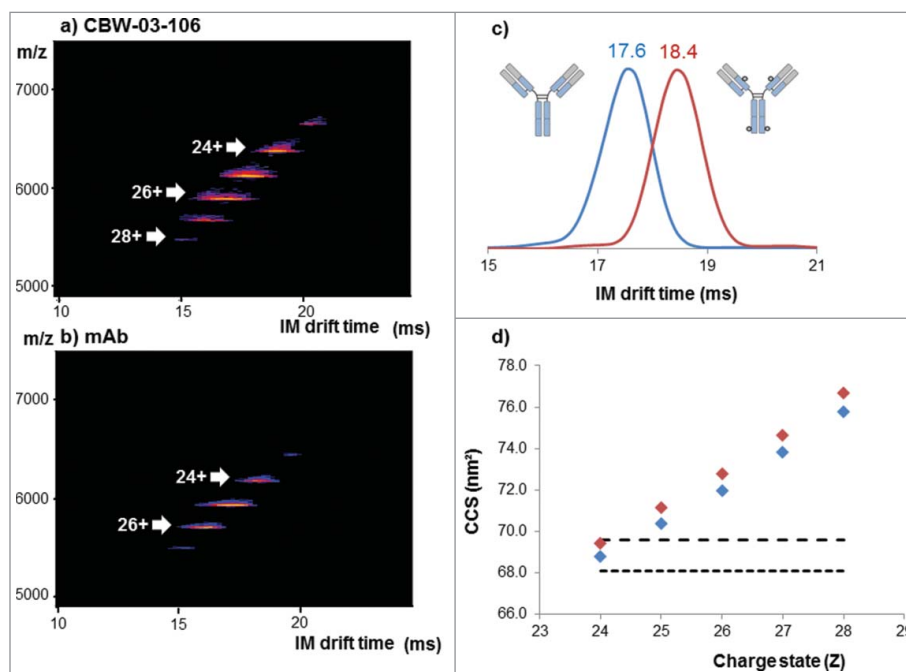 a) CBW-03-106
m/z
7000
24+
6000
26+
28+
5000
10 15 20
IM drift time (ms)
b) mAb
m/z
7000
24+
6000
26+
5000
10 15 20
IM drift time (ms)
c)
17.6 18.4
15 17 19 21
IM drift time (ms)
d)
78.0
76.0
74.0
72.0
70.0
68.0
66.0
CCS (nm²)
23 24 25 26 27 28 29
Charge state (Z)